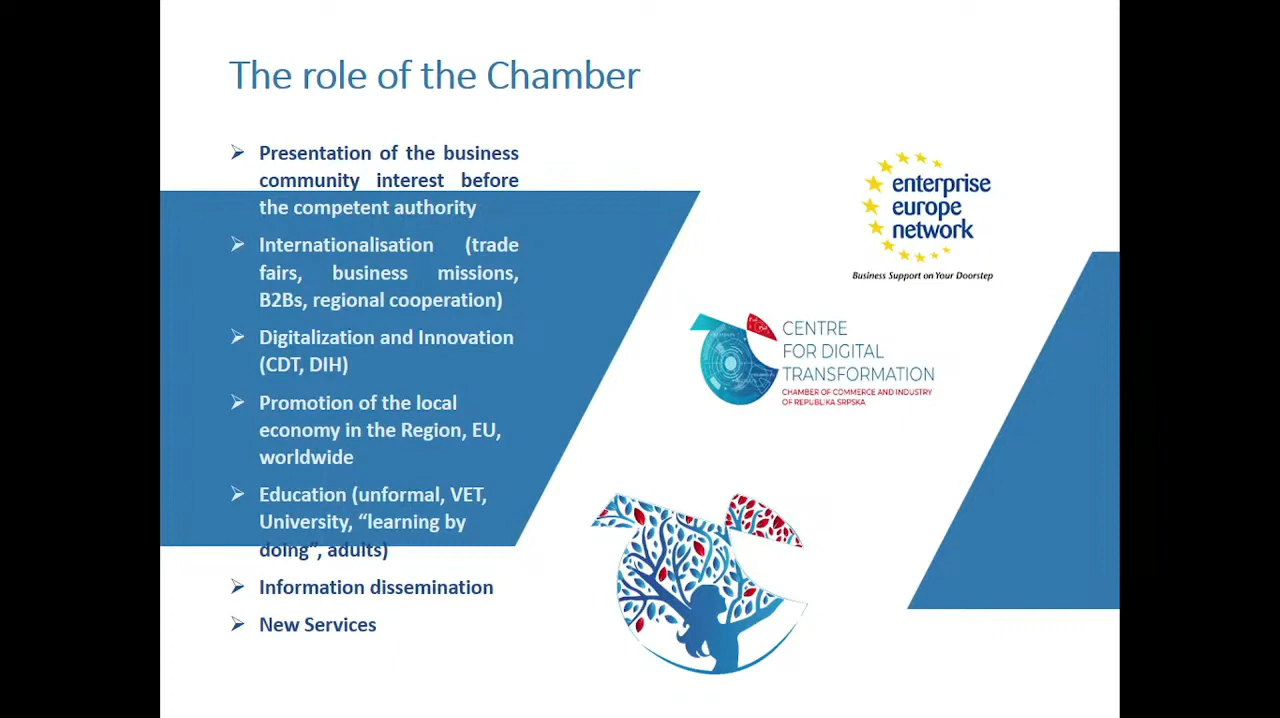 The role of the Chamber
➢ Presentation of the business
community interest before
the competent authority
➢ Internationalisation (trade
fairs, business missions,
B2Bs, regional cooperation)
➢ Digitalization and Innovation
(CDT, DIH)
➢ Promotion of the local
economy in the Region, EU,
worldwide
➢ Education (unformal, VET,
University, “learning by
doing”, adults)
➢ Information dissemination
➢ New Services
enterprise
europe
network
Business Support on Your Doorstep
CENTRE
FOR DIGITAL
TRANSFORMATION
CHAMBER OF COMMERCE AND INDUSTRY
OF REPUBLIKA SRPSKA